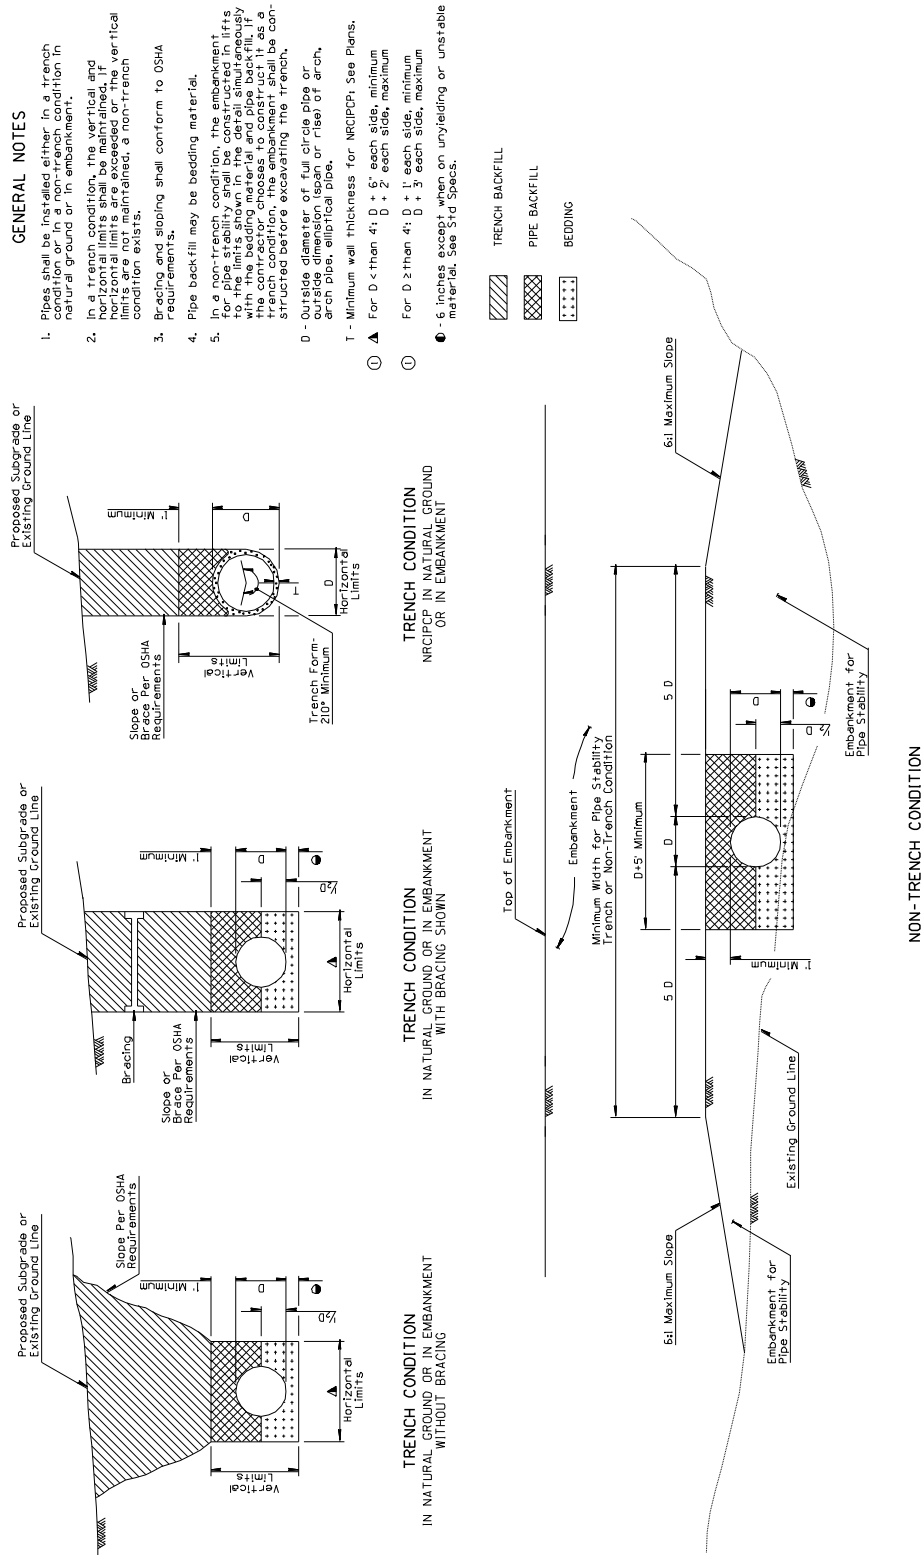 GENERAL NOTES
1. Pipes shall be installed either in a trench
condition or in a non-trench condition in
natural ground or in embankment.
2. In a trench condition, the vertical and
horizontal limits shall be maintained. If
horizontal limits are exceeded or the vertical
limits are not maintained, a non-trench
condition exists.
3. Bracing and sloping shall conform to OSHA
requirements.
4. Pipe backfill may be bedding material.
5. In a non-trench condition, the embankment
for pipe stability shall be constructed in lifts
to the limits shown in the detail simultaneously
with the bedding material and pipe backfill. If
the contractor chooses to construct it as a
trench condition, the embankment shall be con-
structed before excavating the trench.
D - Outside diameter of full circle pipe or
outside dimension (span or rise) of arch.
arch pipe, elliptical pipe.
T - Minimum wall thickness for NRCIPCP; See Plans.
① ▲ For D < than 4'; D + 6" each side, minimum
D + 2' each side, maximum
① For D ≥ than 4'; D + 1' each side, minimum
D + 3' each side, maximum
◐ - 6 inches except when on unyielding or unstable
material. See Std Specs.
TRENCH BACKFILL
PIPE BACKFILL
BEDDING
Proposed Subgrade or
Existing Ground Line
Slope Per OSHA
Requirements
1' Minimum
D
½D
Vertical
Limits
Horizontal
Limits
TRENCH CONDITION
IN NATURAL GROUND OR IN EMBANKMENT
WITHOUT BRACING
Proposed Subgrade or
Existing Ground Line
Bracing
Slope or
Brace Per OSHA
Requirements
1' Minimum
D
½D
Vertical
Limits
Horizontal
Limits
TRENCH CONDITION
IN NATURAL GROUND OR IN EMBANKMENT
WITH BRACING SHOWN
Proposed Subgrade or
Existing Ground Line
Slope or
Brace Per OSHA
Requirements
1' Minimum
D
T
Vertical
Limits
D
Horizontal
Limits
Trench Form-
210° Minimum
TRENCH CONDITION
NRCIPCP IN NATURAL GROUND
OR IN EMBANKMENT
Top of Embankment
Embankment
Minimum Width for Pipe Stability
Trench or Non-Trench Condition
D+5' Minimum
5 D
D
5 D
6:1 Maximum Slope
6:1 Maximum Slope
1' Minimum
D
½ D
Embankment for
Pipe Stability
Existing Ground Line
Embankment for
Pipe Stability
NON-TRENCH CONDITION